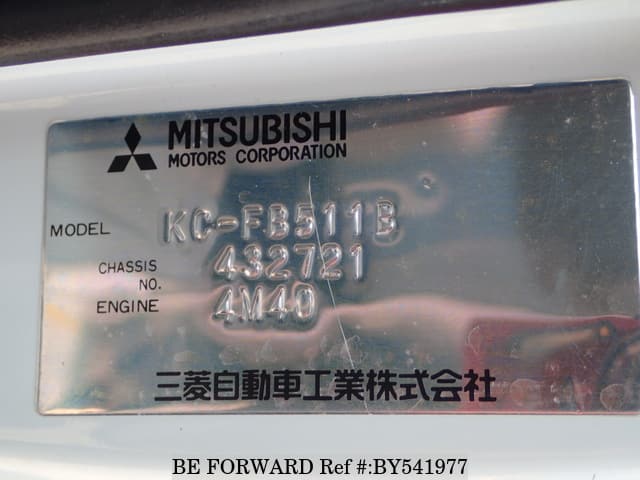 MITSUBISHI
MOTORS CORPORATION
MODEL KC-FB511B
CHASSIS NO. 432721
ENGINE 4M40
三菱自動車工業株式会社
BE FORWARD Ref #:BY541977